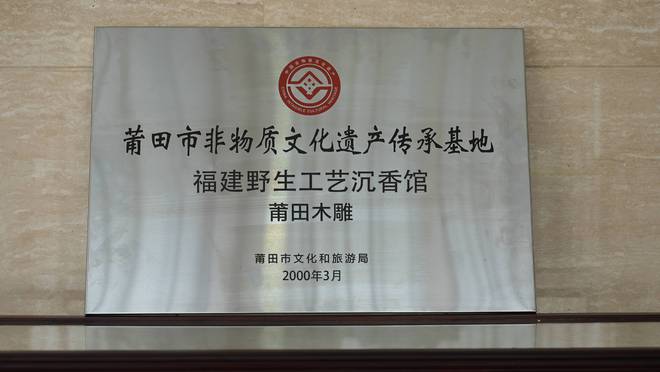 莆田市非物质文化遗产传承基地
福建野生工艺沉香馆
莆田木雕
莆田市文化和旅游局
2000年3月